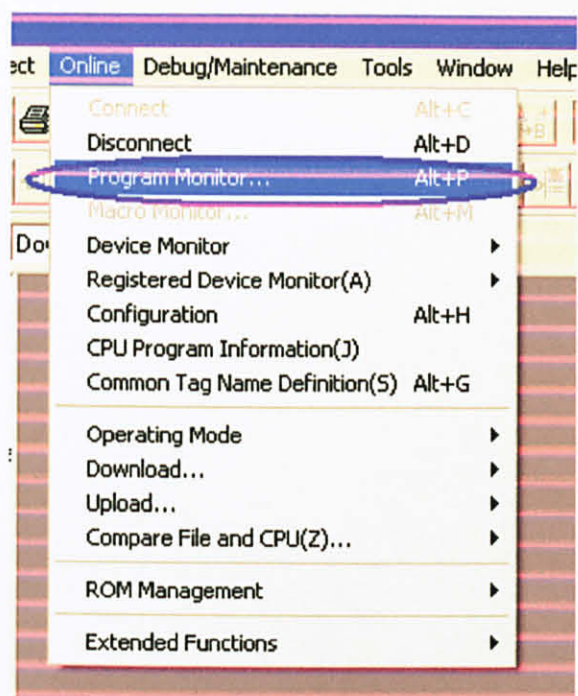 ect Online Debug/Maintenance Tools Window Help
Connect Alt+C
Disconnect Alt+D
Program Monitor... Alt+P
Macro Monitor... Alt+M
Dow
Device Monitor
Registered Device Monitor(A)
Configuration Alt+H
CPU Program Information(J)
Common Tag Name Definition(S) Alt+G
Operating Mode
Download...
Upload...
Compare File and CPU(Z)...
ROM Management
Extended Functions